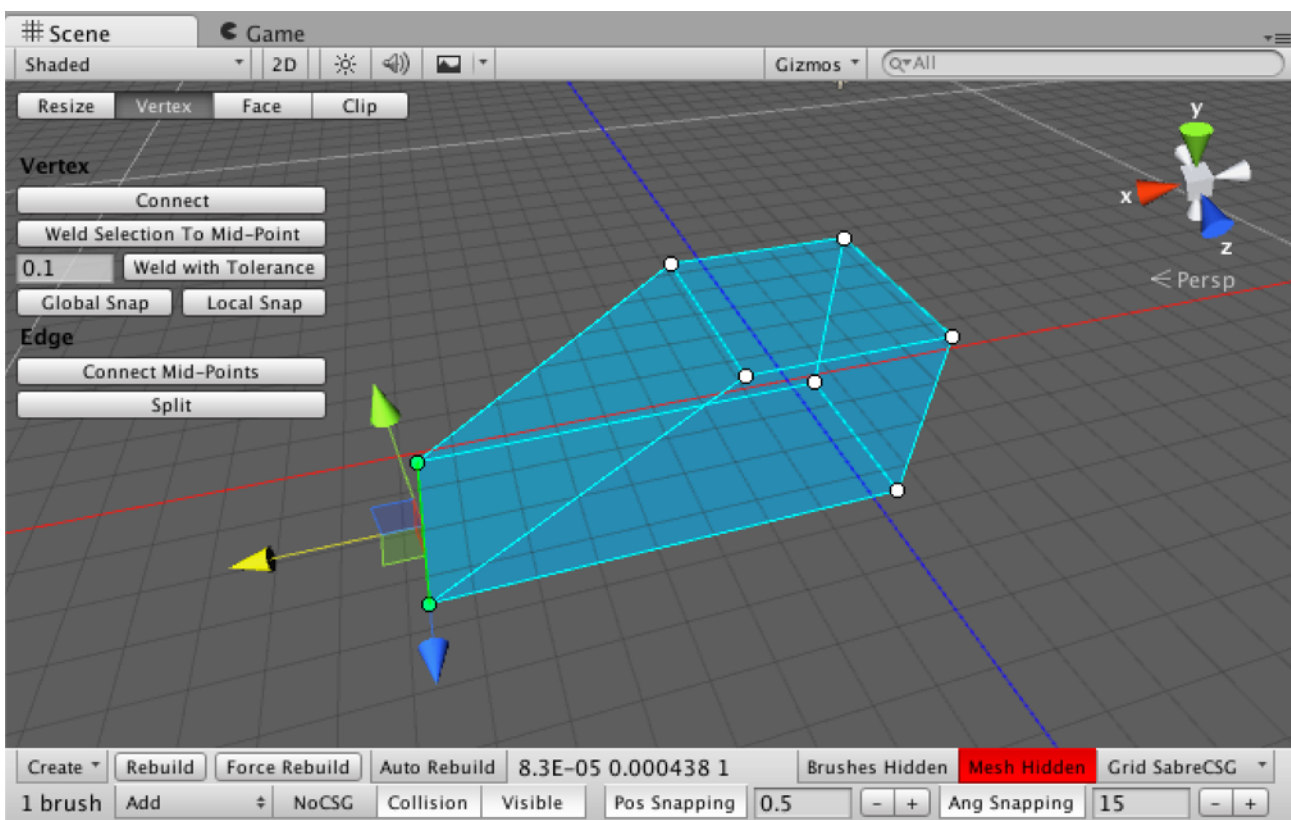 Scene Game
Shaded 2D Gizmos All
Resize Vertex Face Clip
y
x
z
Persp
Vertex
Connect
Weld Selection To Mid-Point
0.1 Weld with Tolerance
Global Snap Local Snap
Edge
Connect Mid-Points
Split
Create Rebuild Force Rebuild Auto Rebuild 8.3E-05 0.000438 1 Brushes Hidden Mesh Hidden Grid SabreCSG
1 brush Add NoCSG Collision Visible Pos Snapping 0.5 - + Ang Snapping 15 - +